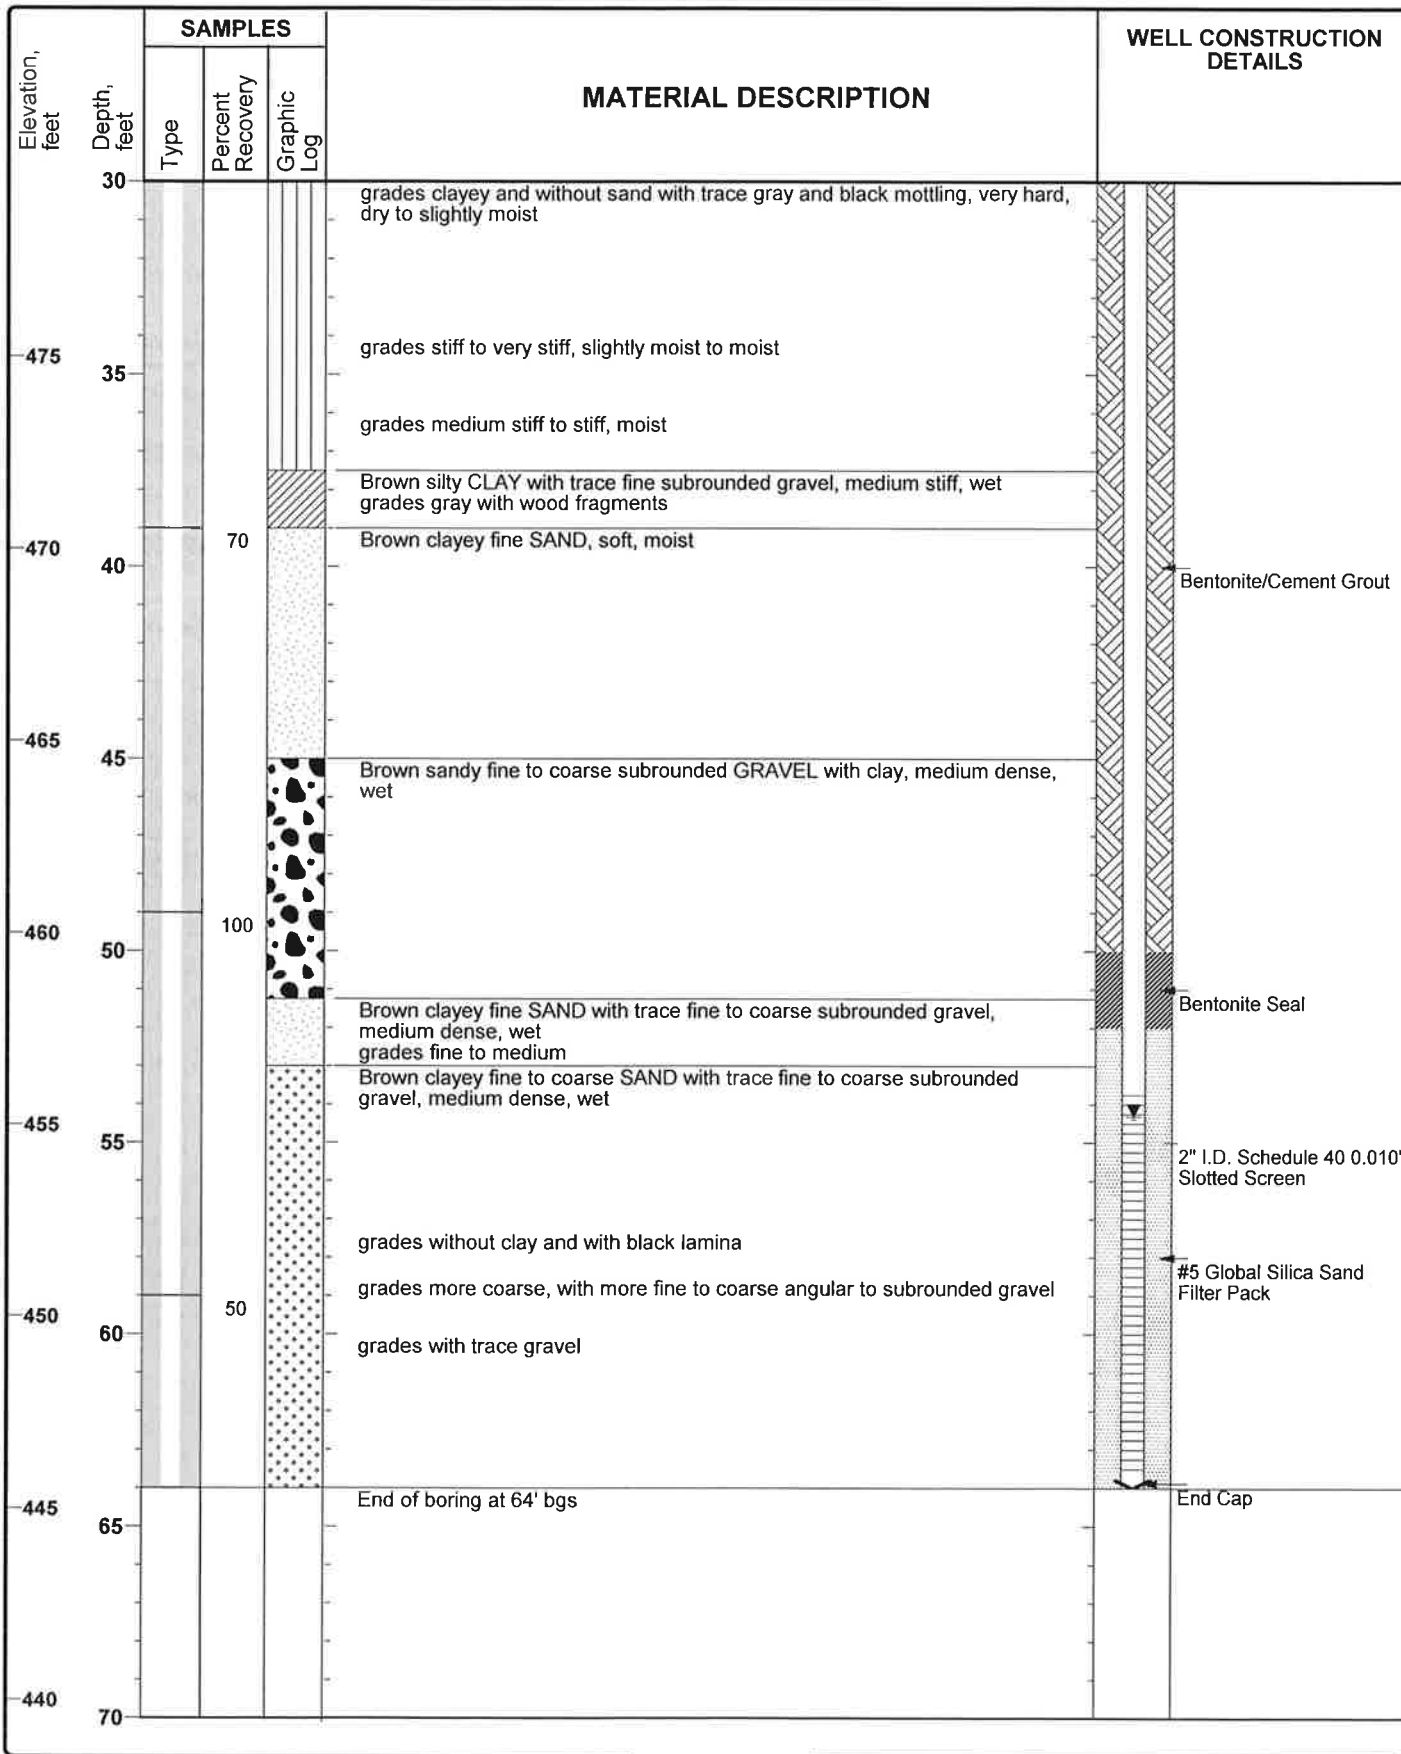 SAMPLES
WELL CONSTRUCTION
DETAILS
MATERIAL DESCRIPTION
Elevation,
feet
Depth,
feet
Type
Percent
Recovery
Graphic
Log
30
grades clayey and without sand with trace gray and black mottling, very hard,
dry to slightly moist
475
grades stiff to very stiff, slightly moist to moist
35
grades medium stiff to stiff, moist
Brown silty CLAY with trace fine subrounded gravel, medium stiff, wet
grades gray with wood fragments
470
70
Brown clayey fine SAND, soft, moist
40
Bentonite/Cement Grout
465
45
Brown sandy fine to coarse subrounded GRAVEL with clay, medium dense,
wet
460
100
50
Bentonite Seal
Brown clayey fine SAND with trace fine to coarse subrounded gravel,
medium dense, wet
grades fine to medium
Brown clayey fine to coarse SAND with trace fine to coarse subrounded
gravel, medium dense, wet
455
55
2" I.D. Schedule 40 0.010"
Slotted Screen
grades without clay and with black lamina
#5 Global Silica Sand
Filter Pack
grades more coarse, with more fine to coarse angular to subrounded gravel
450
50
60
grades with trace gravel
End of boring at 64' bgs
End Cap
445
65
440
70